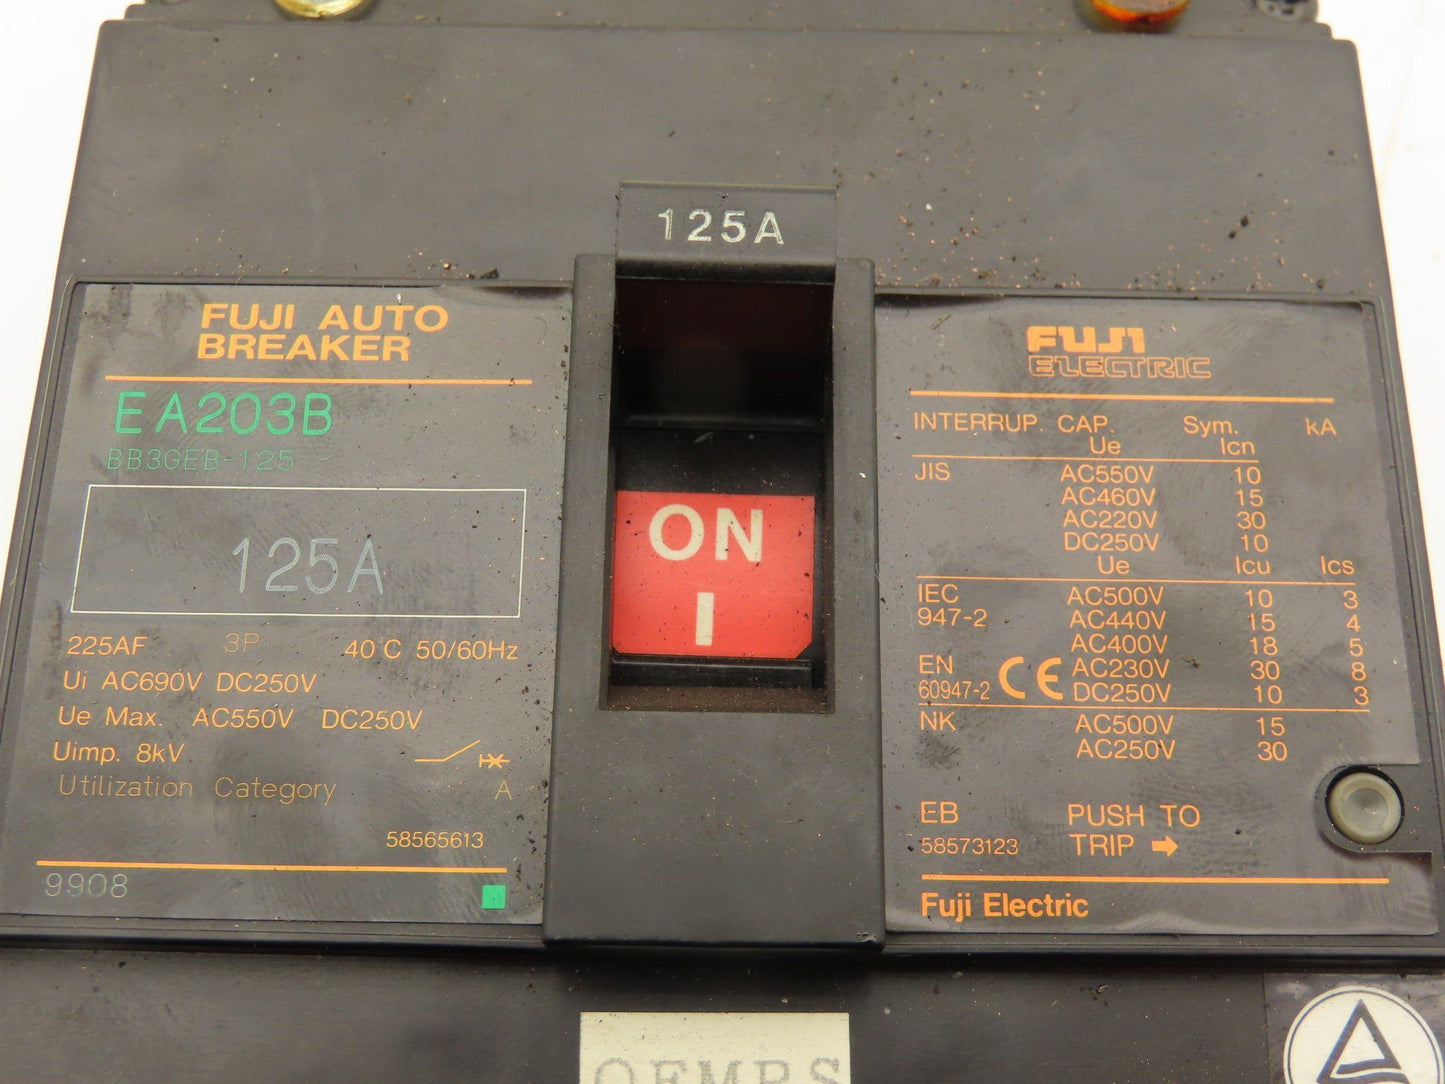 125A
FUJI AUTO
BREAKER
EA203B
BB3GEB-125
125A
225AF 3P 40°C 50/60Hz
Ui AC690V DC250V
Ue Max. AC550V DC250V
Uimp. 8kV
Utilization Category A
58565613
9908
ON
I
FUJI
ELECTRIC
INTERRUP. CAP. Sym. kA
Ue Icn
JIS AC550V 10
AC460V 15
AC220V 30
DC250V 10
Ue Icu Ics
IEC AC500V 10 3
947-2 AC440V 15 4
AC400V 18 5
EN AC230V 30 8
60947-2 CE DC250V 10 3
NK AC500V 15
AC250V 30
EB PUSH TO
58573123 TRIP →
Fuji Electric